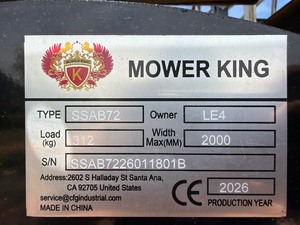 K
MOWER KING
TYPE SSAB72 Owner LE4
Load (kg) 312 Width Max(MM) 2000
S/N SSAB7226011801B
Address:2602 S Halladay St Santa Ana,
CA 92705 United States
service@cfgindustrial.com
MADE IN CHINA
CE 2026
PRODUCTION YEAR